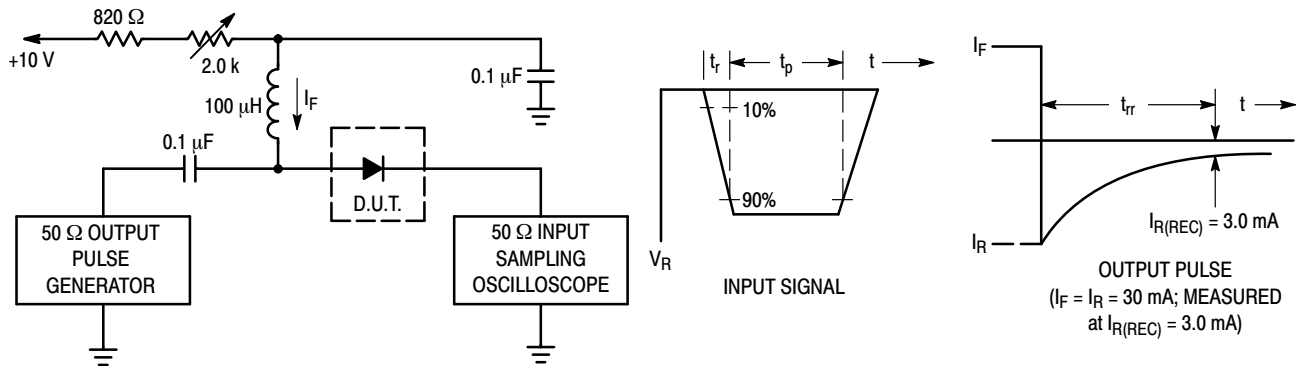 820 Ω
+10 V
2.0 k
0.1 µF
100 µH
I_F
0.1 µF
D.U.T.
50 Ω OUTPUT
PULSE
GENERATOR
50 Ω INPUT
SAMPLING
OSCILLOSCOPE
t_r
t_p
t
10%
90%
V_R
INPUT SIGNAL
I_F
t_rr
t
I_R
I_R(REC) = 3.0 mA
OUTPUT PULSE
(I_F = I_R = 30 mA; MEASURED
at I_R(REC) = 3.0 mA)